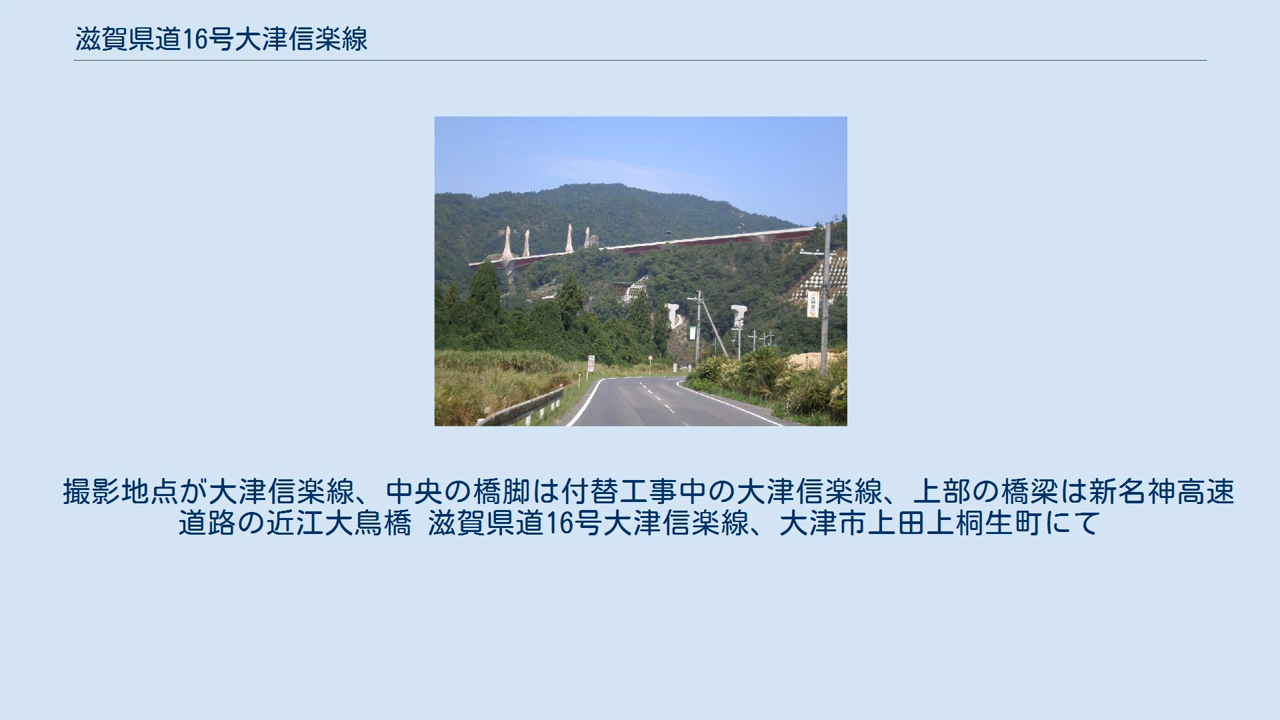 滋賀県道16号大津信楽線
撮影地点が大津信楽線、中央の橋脚は付替工事中の大津信楽線、上部の橋梁は新名神高速
道路の近江大鳥橋 滋賀県道16号大津信楽線、大津市上田上桐生町にて